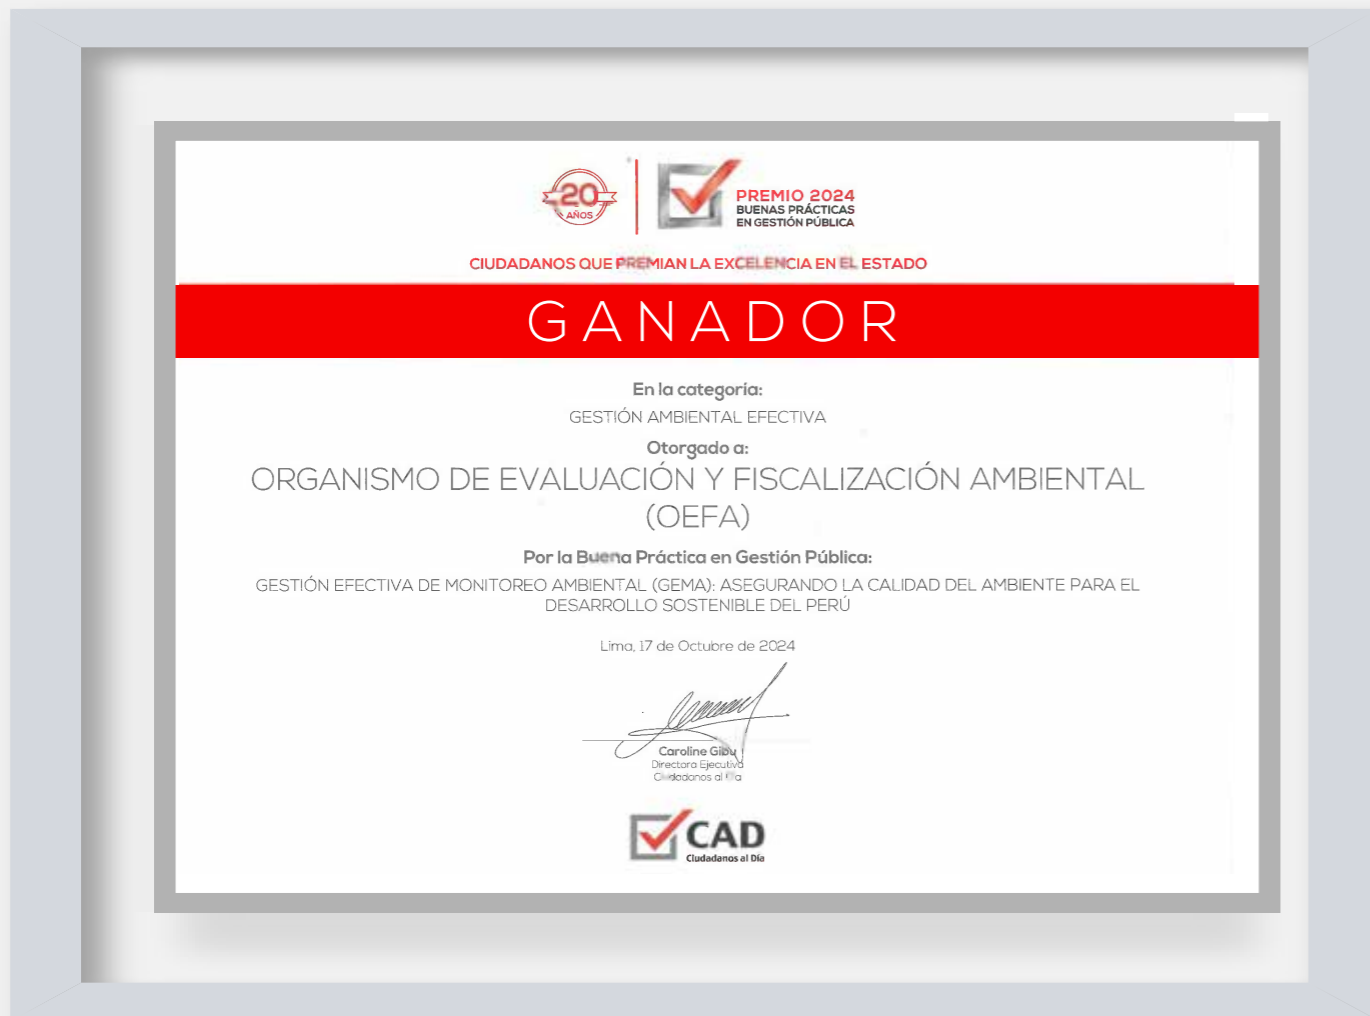 20
AÑOS
PREMIO 2024
BUENAS PRÁCTICAS
EN GESTIÓN PÚBLICA
CIUDADANOS QUE PREMIAN LA EXCELENCIA EN EL ESTADO
GANADOR
En la categoría:
GESTIÓN AMBIENTAL EFECTIVA
Otorgado a:
ORGANISMO DE EVALUACIÓN Y FISCALIZACIÓN AMBIENTAL
(OEFA)
Por la Buena Práctica en Gestión Pública:
GESTIÓN EFECTIVA DE MONITOREO AMBIENTAL (GEMA): ASEGURANDO LA CALIDAD DEL AMBIENTE PARA EL
DESARROLLO SOSTENIBLE DEL PERÚ
Lima, 17 de Octubre de 2024
Caroline Gibu
Directora Ejecutiva
Ciudadanos al Día
CAD
Ciudadanos al Día